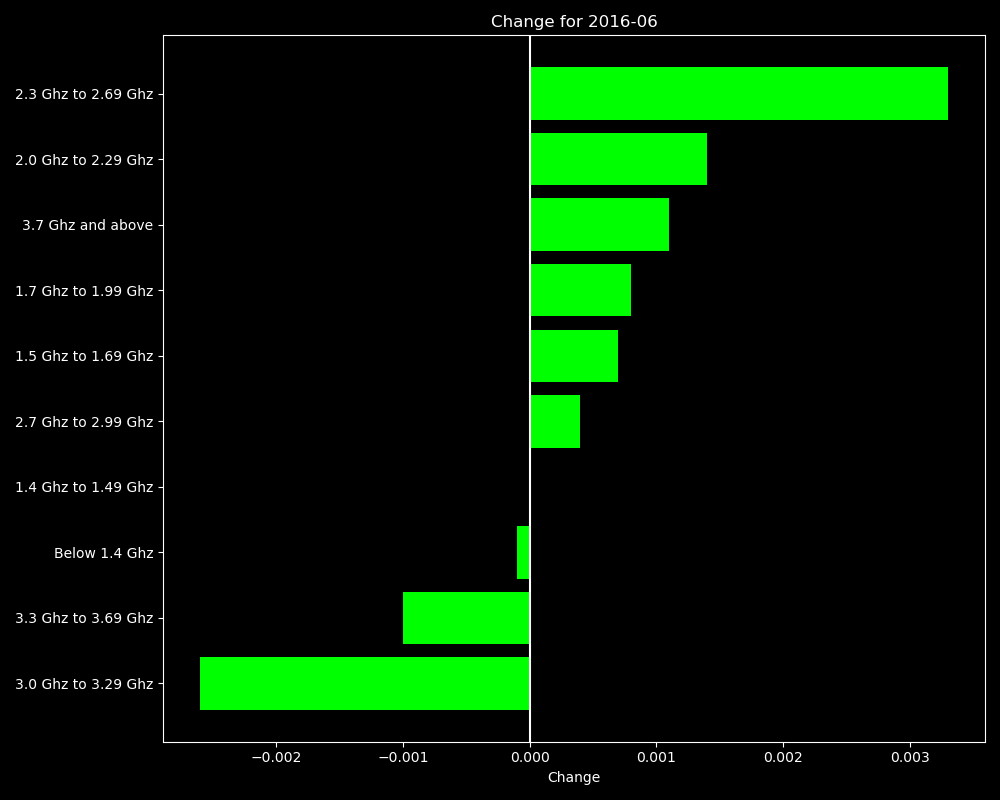 Change for 2016-06
2.3 Ghz to 2.69 Ghz
2.0 Ghz to 2.29 Ghz
3.7 Ghz and above
1.7 Ghz to 1.99 Ghz
1.5 Ghz to 1.69 Ghz
2.7 Ghz to 2.99 Ghz
1.4 Ghz to 1.49 Ghz
Below 1.4 Ghz
3.3 Ghz to 3.69 Ghz
3.0 Ghz to 3.29 Ghz
−0.002 −0.001 0.000 0.001 0.002 0.003
Change